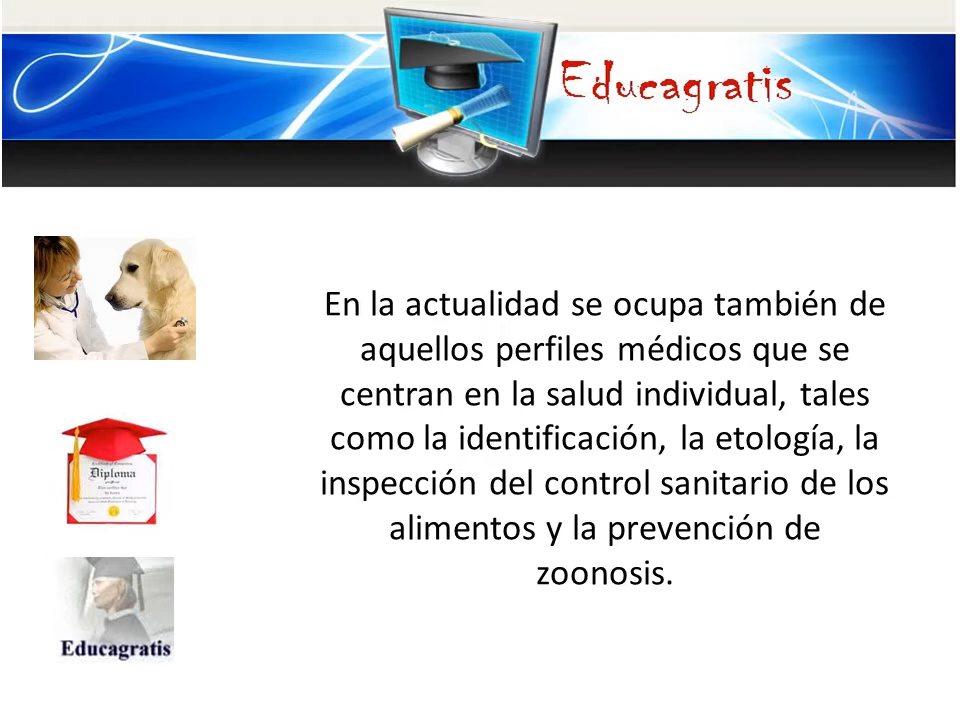 Educagratis
En la actualidad se ocupa también de
aquellos perfiles médicos que se
centran en la salud individual, tales
como la identificación, la etología, la
inspección del control sanitario de los
alimentos y la prevención de
zoonosis.
Diploma
Educagratis